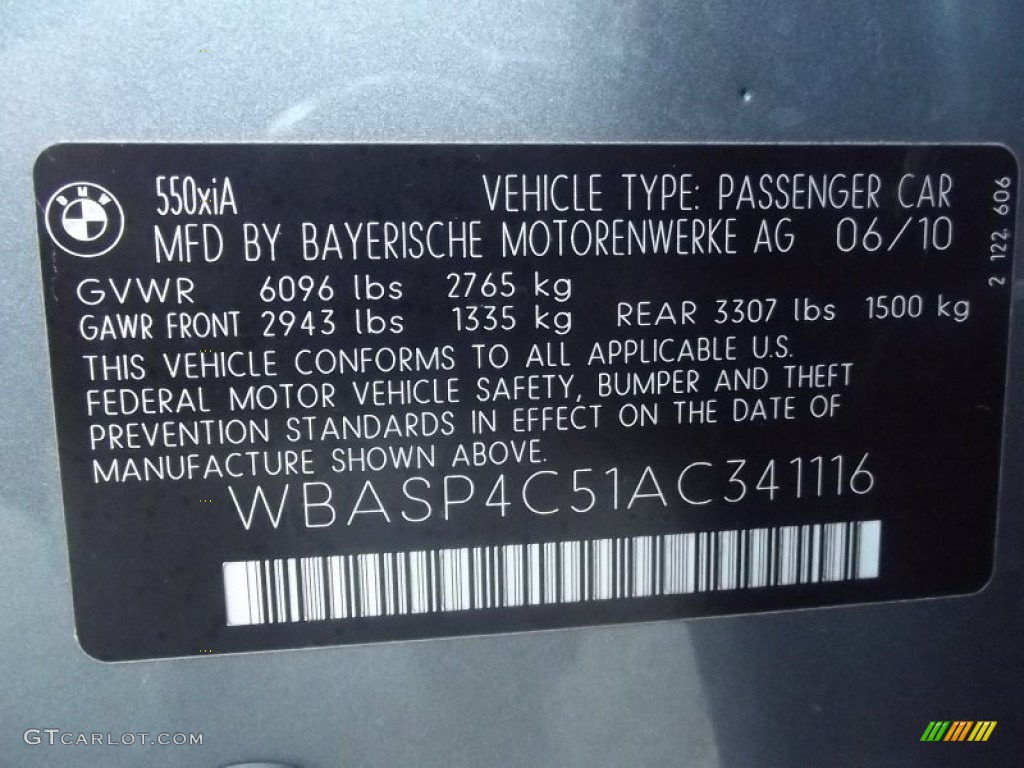 BMW
550xiA VEHICLE TYPE: PASSENGER CAR
MFD BY BAYERISCHE MOTORENWERKE AG 06/10
GVWR 6096 lbs 2765 kg
GAWR FRONT 2943 lbs 1335 kg REAR 3307 lbs 1500 kg
THIS VEHICLE CONFORMS TO ALL APPLICABLE U.S.
FEDERAL MOTOR VEHICLE SAFETY, BUMPER AND THEFT
PREVENTION STANDARDS IN EFFECT ON THE DATE OF
MANUFACTURE SHOWN ABOVE.
WBASP4C51AC341116
2 122 606
GTCARLOT.COM